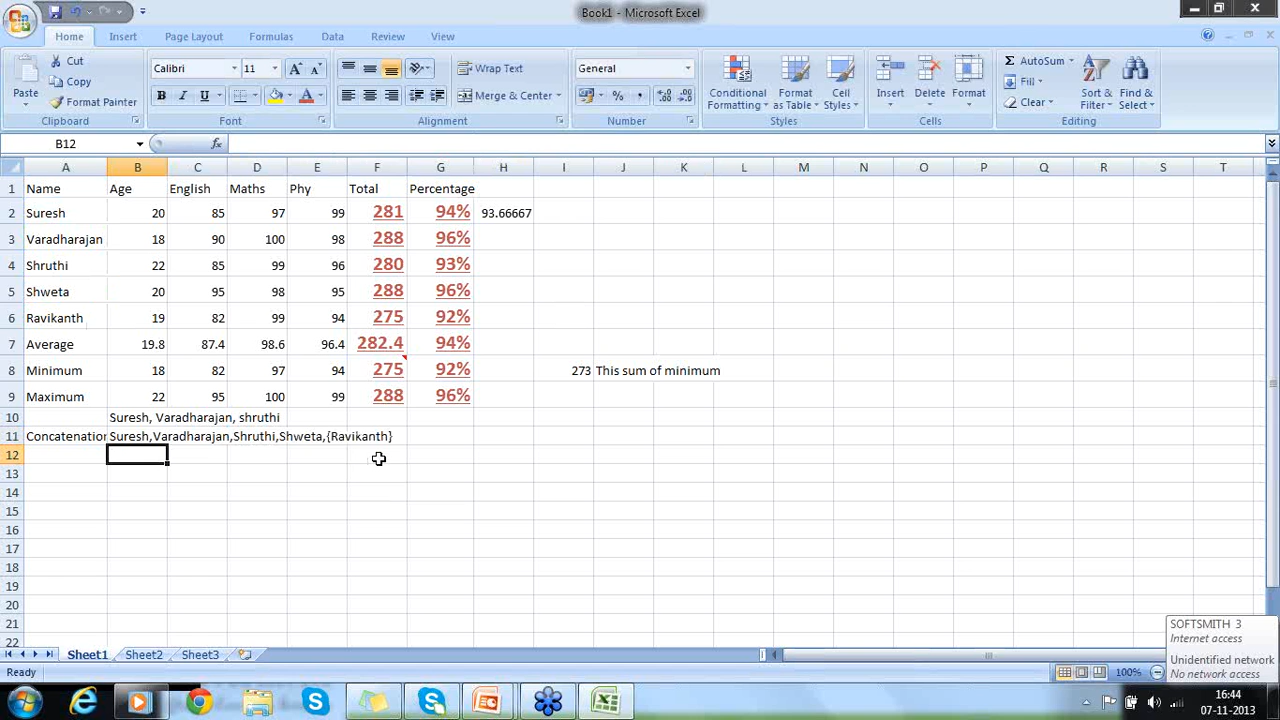 Book1 - Microsoft Excel
Home Insert Page Layout Formulas Data Review View
Paste Cut Copy Format Painter Clipboard
Calibri 11 A A B I U A Font
Wrap Text Merge & Center Alignment
General % , Number
Conditional Formatting Format as Table Cell Styles Styles
Insert Delete Format Cells
Σ AutoSum Fill Clear Sort & Filter Find & Select Editing
B12 fx
A B C D E F G H I J K L M N O P Q R S T
1 Name Age English Maths Phy Total Percentage
2 Suresh 20 85 97 99 281 94% 93.66667
3 Varadharajan 18 90 100 98 288 96%
4 Shruthi 22 85 99 96 280 93%
5 Shweta 20 95 98 95 288 96%
6 Ravikanth 19 82 99 94 275 92%
7 Average 19.8 87.4 98.6 96.4 282.4 94%
8 Minimum 18 82 97 94 275 92% 273 This sum of minimum
9 Maximum 22 95 100 99 288 96%
10 Suresh, Varadharajan, shruthi
11 Concatenation Suresh,Varadharajan,Shruthi,Shweta,{Ravikanth}
12
13
14
15
16
17
18
19
20
21
22
SOFTSMITH 3
Internet access
Unidentified network
No network access
Sheet1 Sheet2 Sheet3
Ready 100%
16:44
07-11-2013